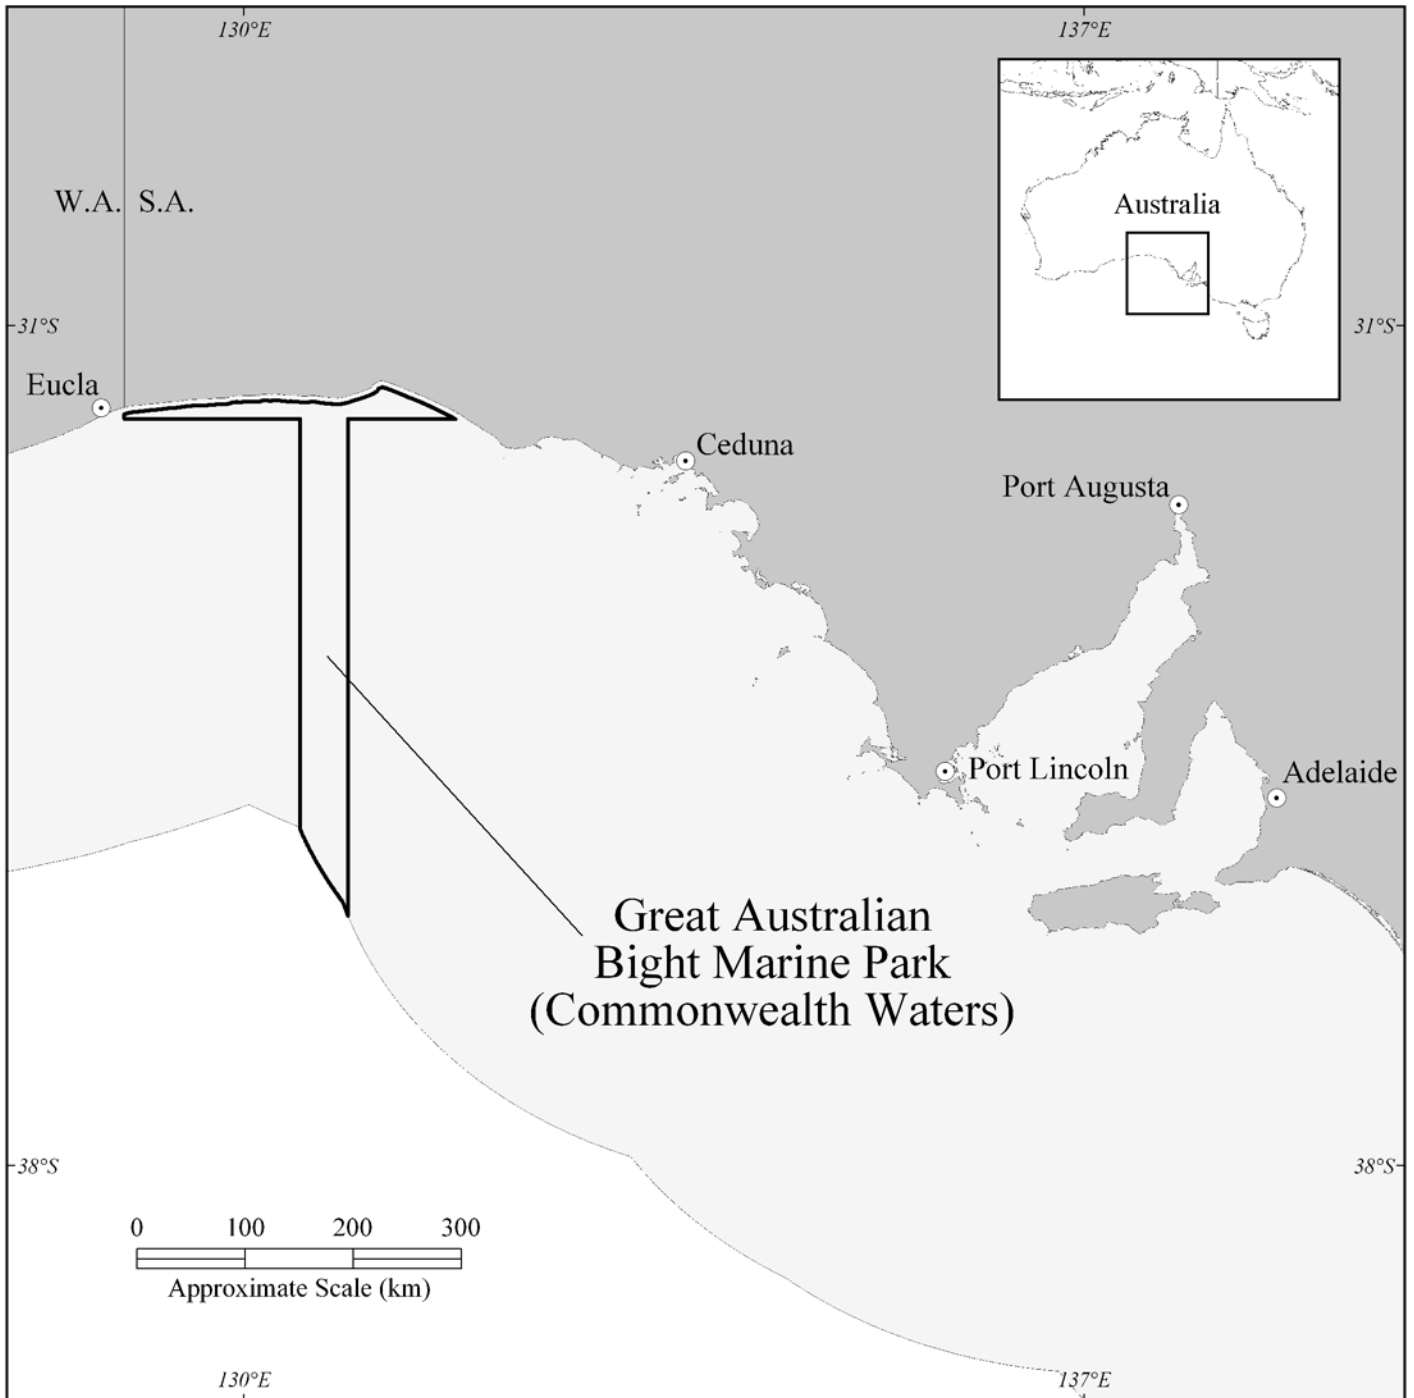 130°E
137°E
W.A. S.A.
Australia
31°S
31°S
Eucla
Ceduna
Port Augusta
Port Lincoln
Adelaide
Great Australian
Bight Marine Park
(Commonwealth Waters)
38°S
38°S
0 100 200 300
Approximate Scale (km)
130°E
137°E